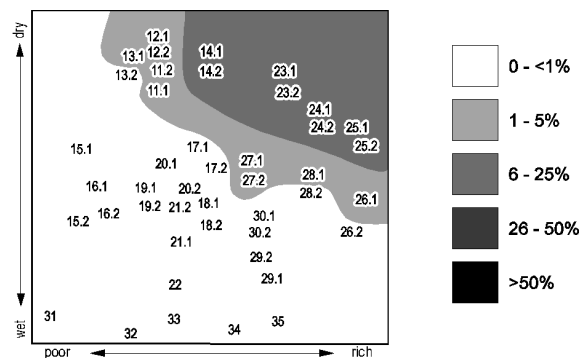 dry
12.1
13.1 12.2 14.1
13.2 11.2 14.2 23.1
11.1 23.2
24.1
24.2 25.1
25.2
15.1 17.1
20.1 17.2 27.1
16.1 19.1 20.2 27.2 28.1
28.2
15.2 16.2 19.2 21.2 18.1 26.1
18.2 30.1
21.1 30.2 26.2
29.2
22 29.1
31 33 35
32 34
wet
poor rich
0 - <1%
1 - 5%
6 - 25%
26 - 50%
>50%